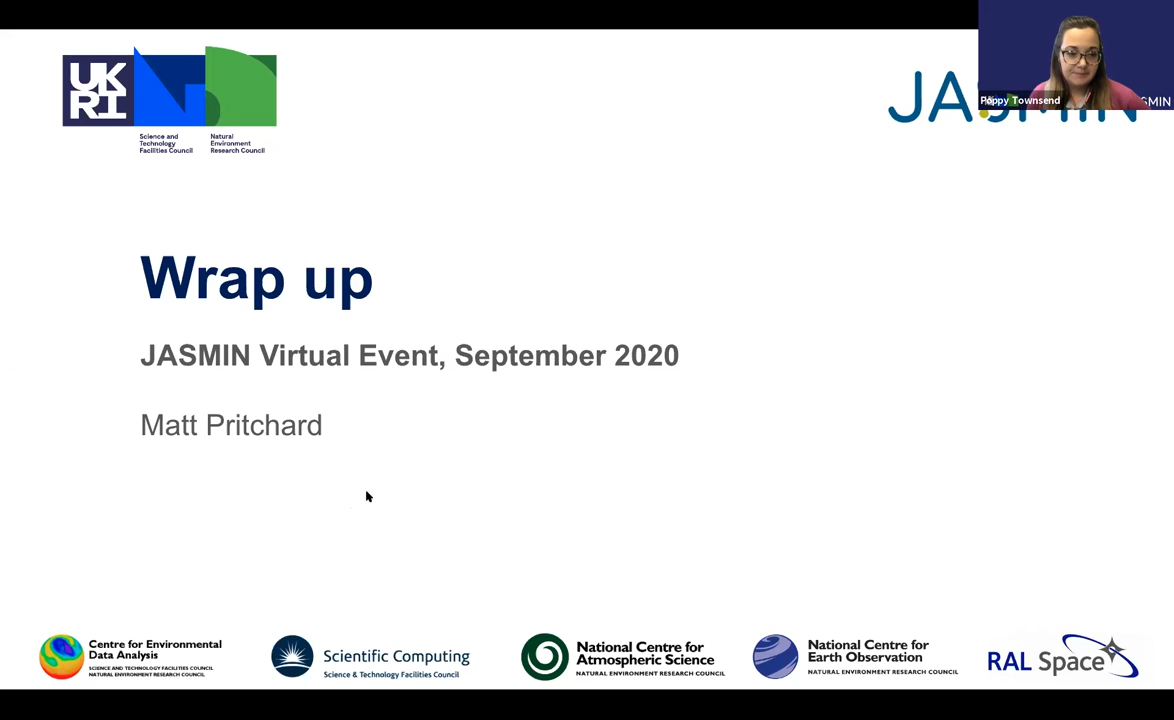 UK
RI
Science and
Technology
Facilities Council
Natural
Environment
Research Council
JASMIN
Poppy Townsend
SMIN
Wrap up
JASMIN Virtual Event, September 2020
Matt Pritchard
Centre for Environmental
Data Analysis
SCIENCE AND TECHNOLOGY FACILITIES COUNCIL
NATURAL ENVIRONMENT RESEARCH COUNCIL
Scientific Computing
Science & Technology Facilities Council
National Centre for
Atmospheric Science
NATURAL ENVIRONMENT RESEARCH COUNCIL
National Centre for
Earth Observation
NATURAL ENVIRONMENT RESEARCH COUNCIL
RAL Space